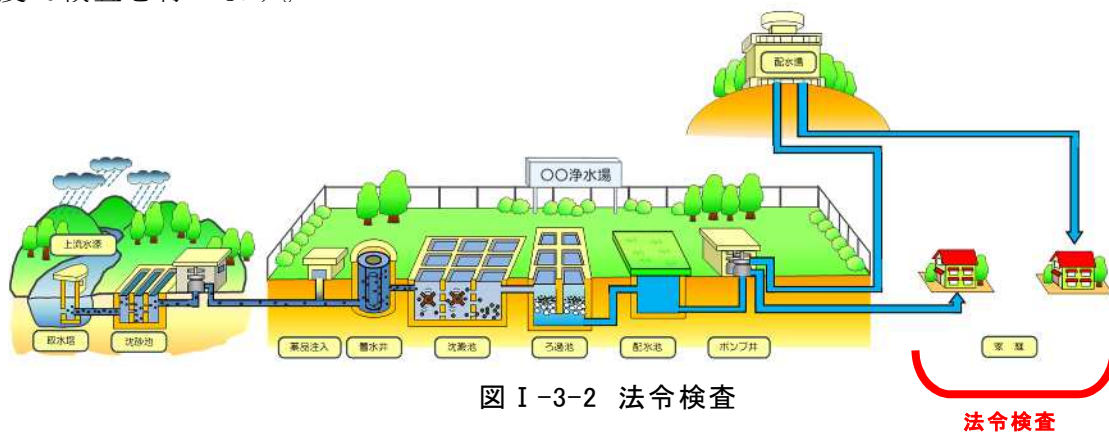 配水場
〇〇浄水場
上流水源
取水塔
沈砂池
薬品注入
着水井
沈澱池
ろ過池
配水池
ポンプ井
家 庭
図Ⅰ-3-2 法令検査
法令検査